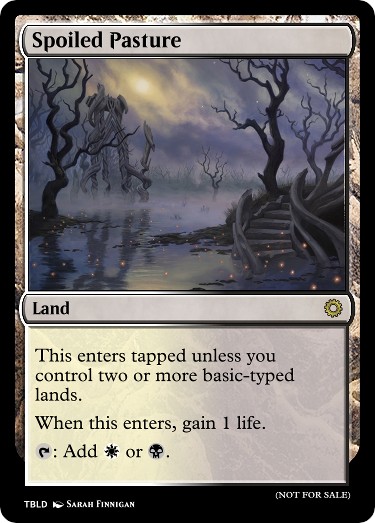 Spoiled Pasture
Land
This enters tapped unless you
control two or more basic-typed
lands.
When this enters, gain 1 life.
: Add or .
TBLD Sarah Finnigan
(NOT FOR SALE)